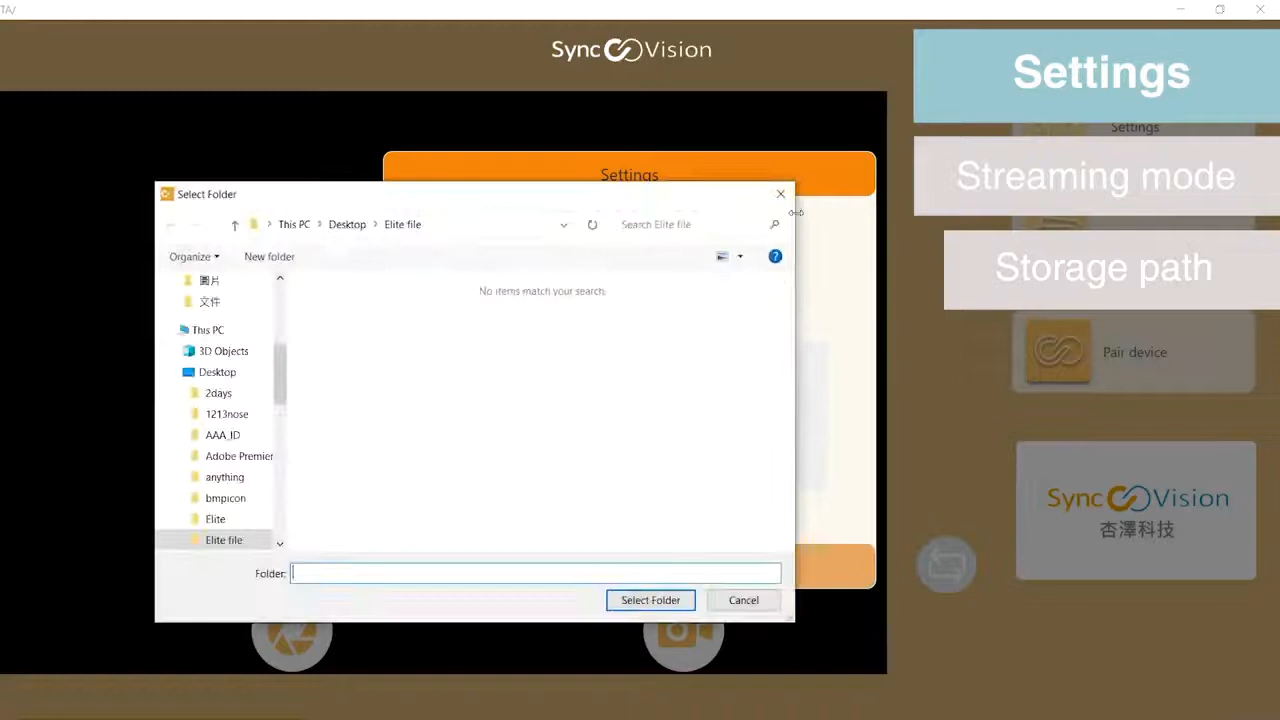 TA/
Sync Vision
Settings
Settings
Streaming mode
Storage path
Pair device
Sync Vision
杏澤科技
Settings
Select Folder
This PC > Desktop > Elite file
Search Elite file
Organize
New folder
圖片
文件
This PC
3D Objects
Desktop
2days
1213nose
AAA_ID
Adobe Premier
anything
bmpicon
Elite
Elite file
No items match your search.
Folder:
Select Folder
Cancel